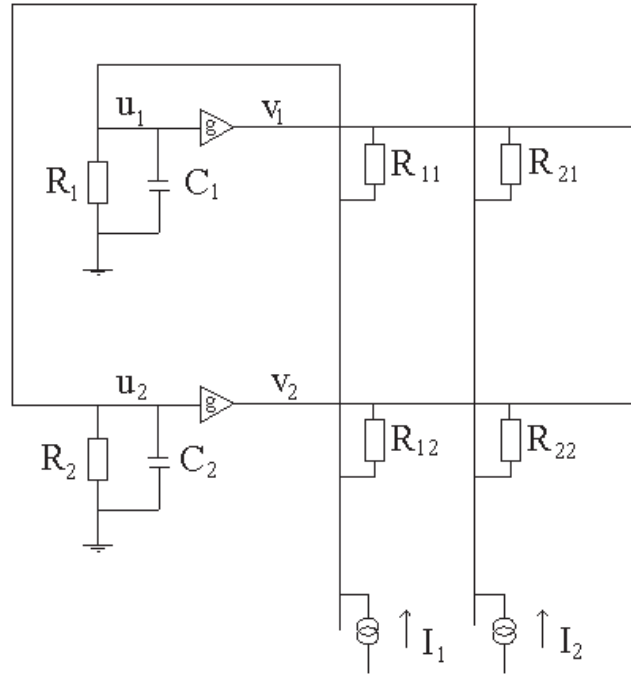 u₁
g
v₁
R₁
C₁
R₁₁
R₂₁
u₂
g
v₂
R₂
C₂
R₁₂
R₂₂
I₁
I₂